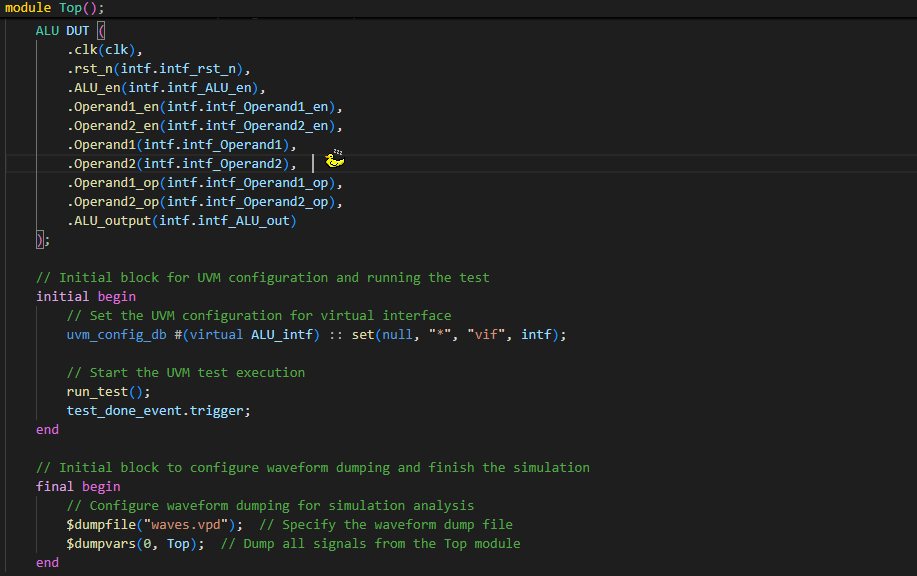 module Top();
ALU DUT (
.clk(clk),
.rst_n(intf.intf_rst_n),
.ALU_en(intf.intf_ALU_en),
.Operand1_en(intf.intf_Operand1_en),
.Operand2_en(intf.intf_Operand2_en),
.Operand1(intf.intf_Operand1),
.Operand2(intf.intf_Operand2),
.Operand1_op(intf.intf_Operand1_op),
.Operand2_op(intf.intf_Operand2_op),
.ALU_output(intf.intf_ALU_out)
);
// Initial block for UVM configuration and running the test
initial begin
// Set the UVM configuration for virtual interface
uvm_config_db #(virtual ALU_intf) :: set(null, "*", "vif", intf);
// Start the UVM test execution
run_test();
test_done_event.trigger;
end
// Initial block to configure waveform dumping and finish the simulation
final begin
// Configure waveform dumping for simulation analysis
$dumpfile("waves.vpd");  // Specify the waveform dump file
$dumpvars(0, Top);  // Dump all signals from the Top module
end